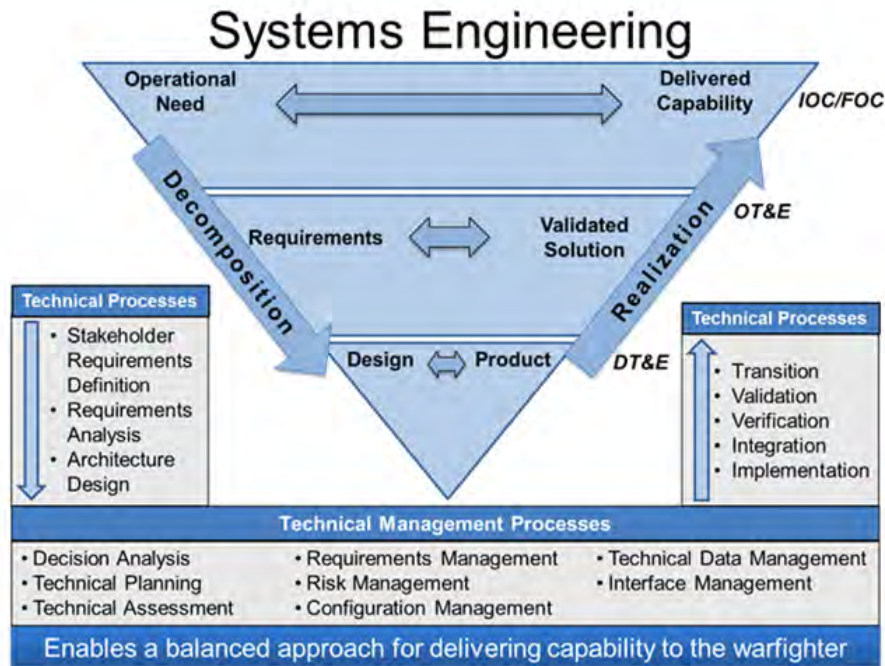 Systems Engineering
Operational
Need
Delivered
Capability
IOC/FOC
Decomposition
Requirements
Validated
Solution
Realization
OT&E
Design
Product
DT&E
Technical Processes
• Stakeholder
Requirements
Definition
• Requirements
Analysis
• Architecture
Design
Technical Processes
• Transition
• Validation
• Verification
• Integration
• Implementation
Technical Management Processes
• Decision Analysis
• Technical Planning
• Technical Assessment
• Requirements Management
• Risk Management
• Configuration Management
• Technical Data Management
• Interface Management
Enables a balanced approach for delivering capability to the warfighter